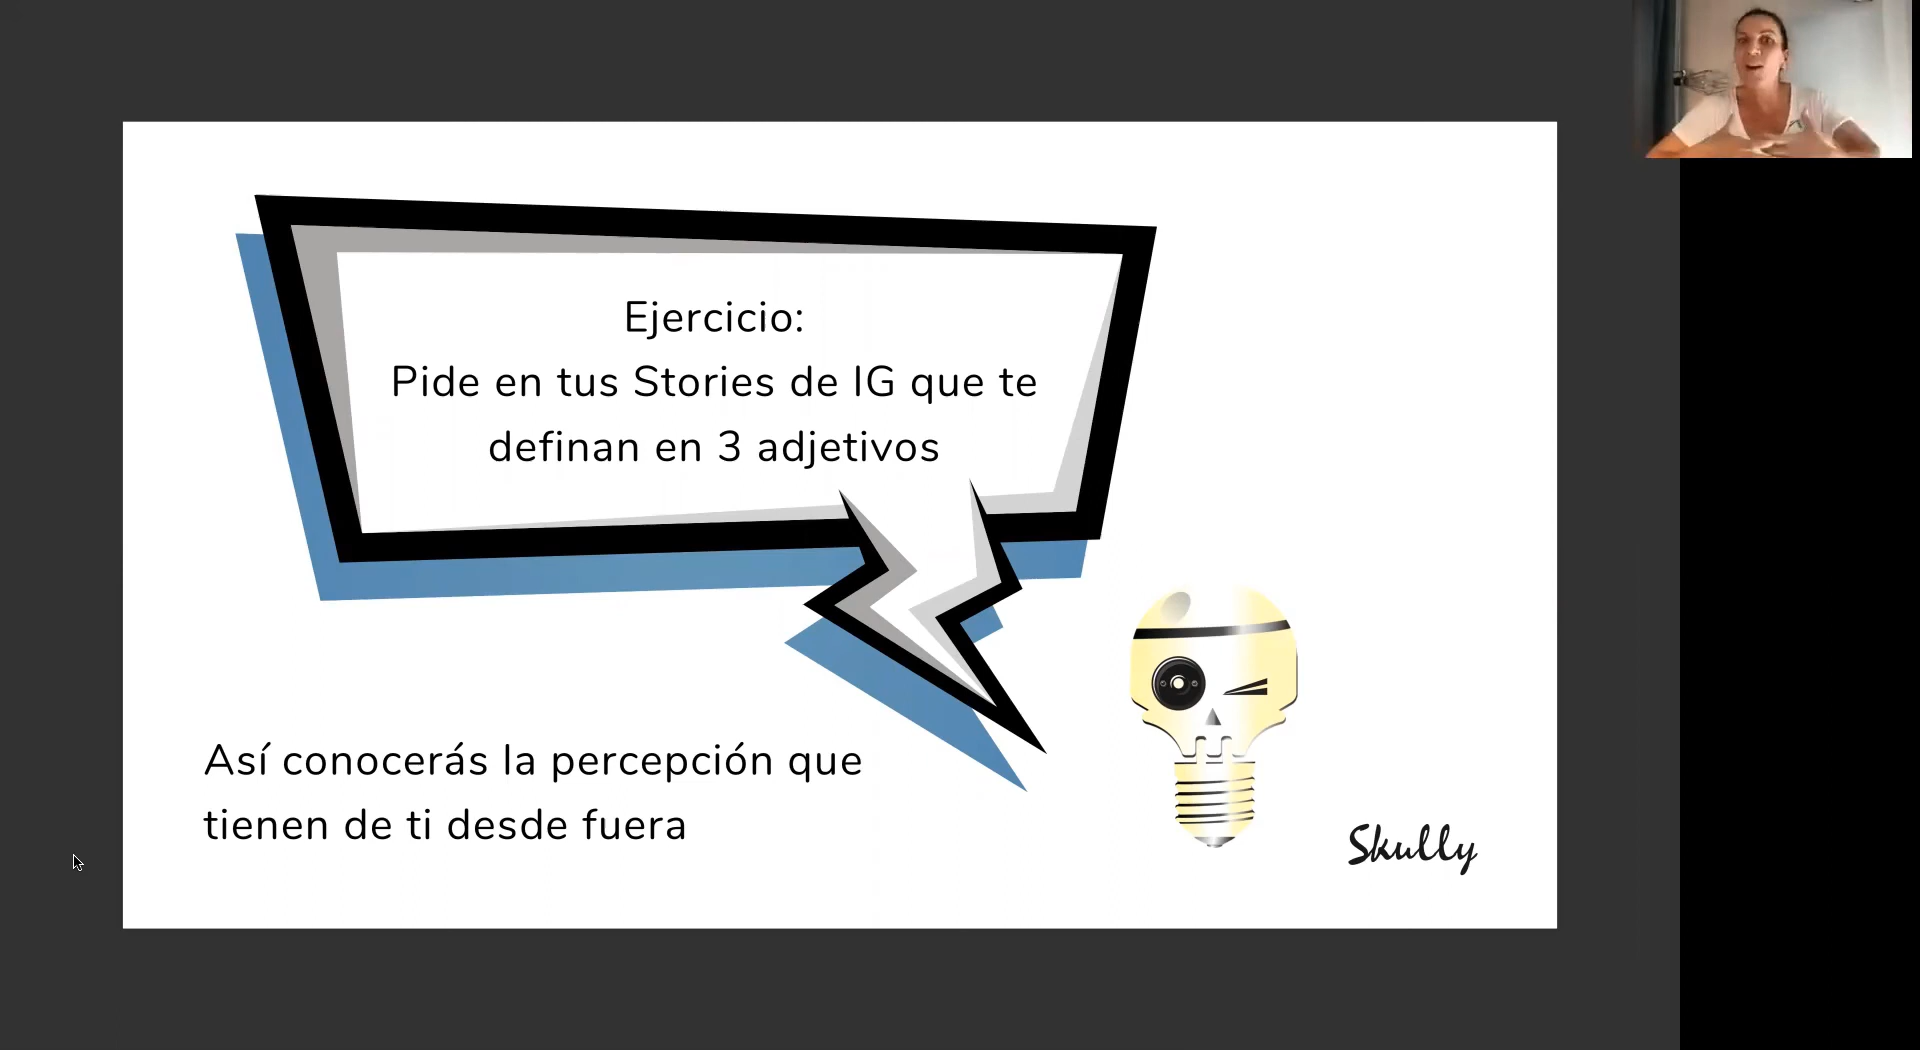 Ejercicio:
Pide en tus Stories de IG que te
definan en 3 adjetivos
Así conocerás la percepción que
tienen de ti desde fuera
Skully